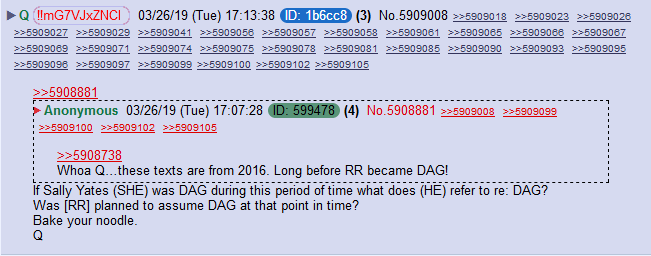 ▶ Q !!mG7VJxZNCI 03/26/19 (Tue) 17:13:38 ID: 1b6cc8 (3) No.5909008 >>5909018 >>5909023 >>5909026
>>5909027 >>5909029 >>5909041 >>5909056 >>5909057 >>5909058 >>5909061 >>5909065 >>5909066 >>5909067
>>5909069 >>5909071 >>5909074 >>5909075 >>5909078 >>5909081 >>5909085 >>5909090 >>5909093 >>5909095
>>5909096 >>5909097 >>5909099 >>5909100 >>5909102 >>5909105
>>5908881
▶ Anonymous 03/26/19 (Tue) 17:07:28 ID: 599478 (4) No.5908881 >>5909008 >>5909099
>>5909100 >>5909102 >>5909105
>>5908738
Whoa Q...these texts are from 2016. Long before RR became DAG!
If Sally Yates (SHE) was DAG during this period of time what does (HE) refer to re: DAG?
Was [RR] planned to assume DAG at that point in time?
Bake your noodle.
Q